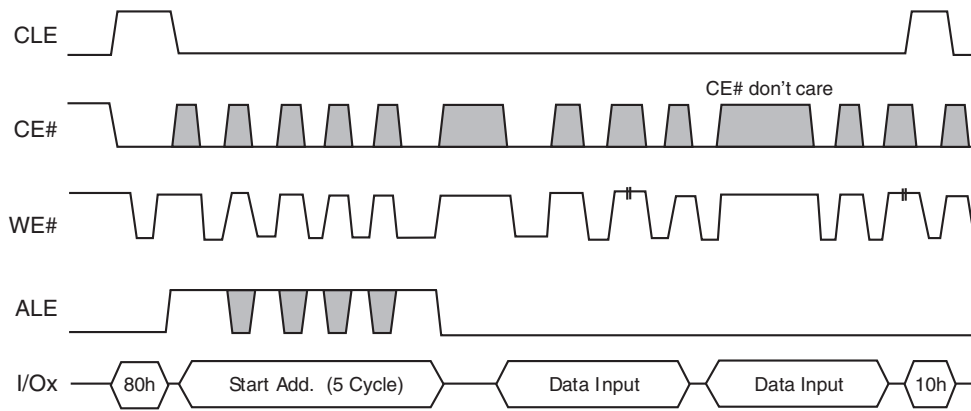 CLE
CE# don't care
CE#
WE#
ALE
I/Ox 80h Start Add. (5 Cycle) Data Input Data Input 10h